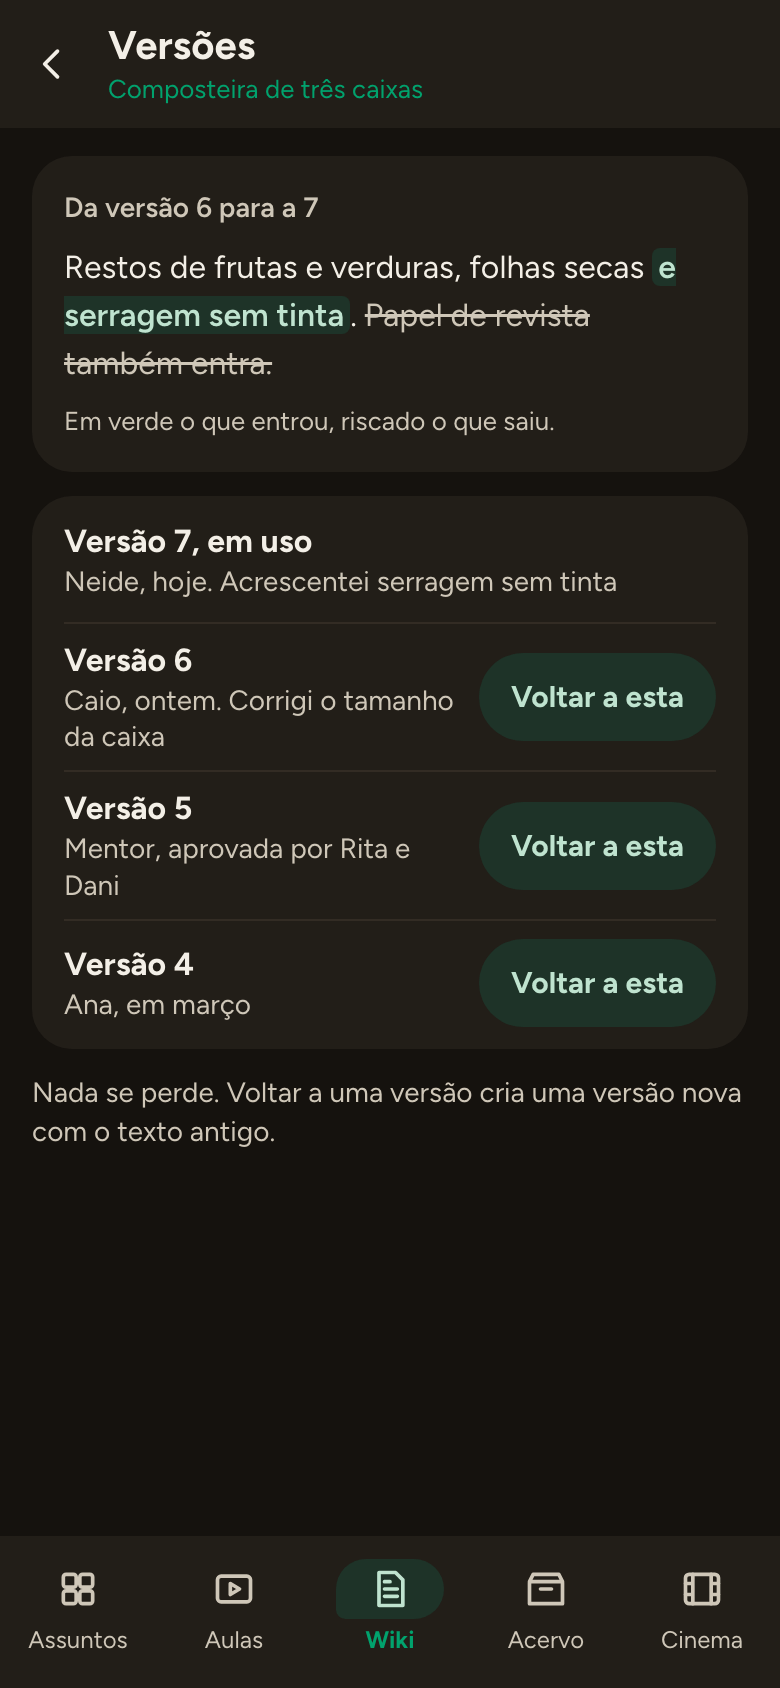 Versões
Composteira de três caixas
Da versão 6 para a 7
Restos de frutas e verduras, folhas secas e
serragem sem tinta. Papel de revista
também entra.
Em verde o que entrou, riscado o que saiu.
Versão 7, em uso
Neide, hoje. Acrescentei serragem sem tinta
Versão 6
Caio, ontem. Corrigi o tamanho
da caixa
Voltar a esta
Versão 5
Mentor, aprovada por Rita e
Dani
Voltar a esta
Versão 4
Ana, em março
Voltar a esta
Nada se perde. Voltar a uma versão cria uma versão nova
com o texto antigo.
Assuntos
Aulas
Wiki
Acervo
Cinema